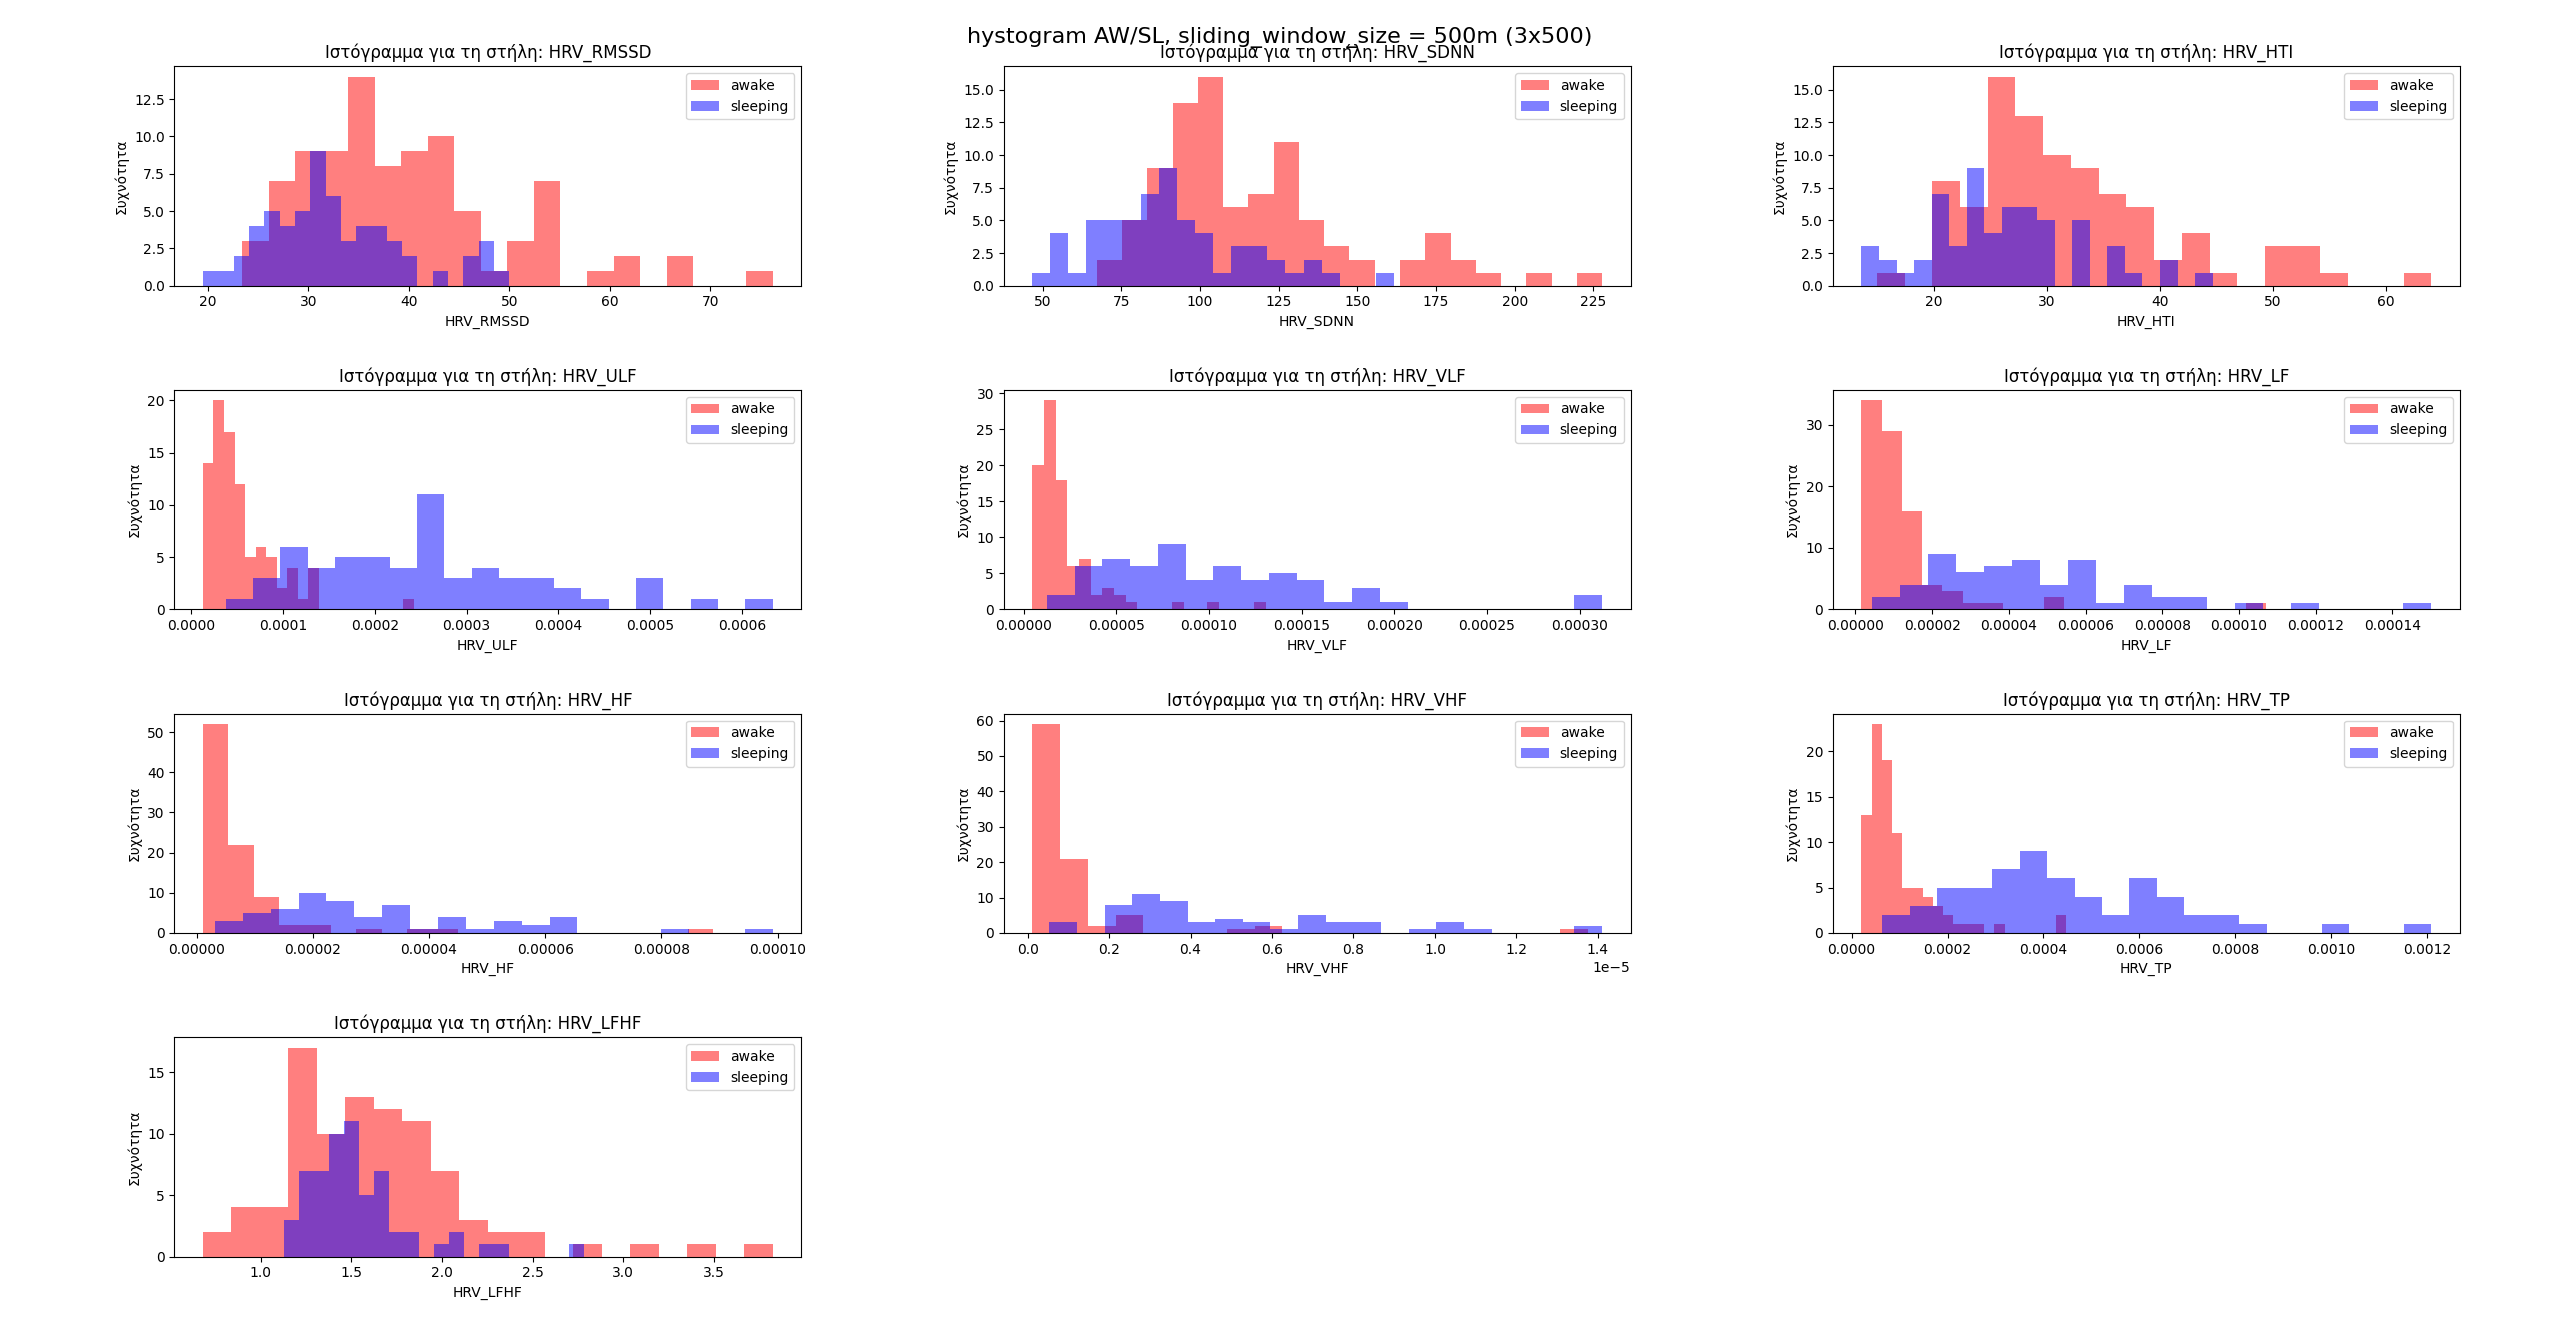 hystogram AW/SL, sliding_window_size = 500m (3x500)
Ιστόγραμμα για τη στήλη: HRV_RMSSD
awake
sleeping
12.5
10.0
7.5
5.0
2.5
0.0
Συχνότητα
20 30 40 50 60 70
HRV_RMSSD
Ιστόγραμμα για τη στήλη: HRV_SDNN
awake
sleeping
15.0
12.5
10.0
7.5
5.0
2.5
0.0
Συχνότητα
50 75 100 125 150 175 200 225
HRV_SDNN
Ιστόγραμμα για τη στήλη: HRV_HTI
awake
sleeping
15.0
12.5
10.0
7.5
5.0
2.5
0.0
Συχνότητα
20 30 40 50 60
HRV_HTI
Ιστόγραμμα για τη στήλη: HRV_ULF
awake
sleeping
20
15
10
5
0
Συχνότητα
0.0000 0.0001 0.0002 0.0003 0.0004 0.0005 0.0006
HRV_ULF
Ιστόγραμμα για τη στήλη: HRV_VLF
awake
sleeping
30
25
20
15
10
5
0
Συχνότητα
0.00000 0.00005 0.00010 0.00015 0.00020 0.00025 0.00030
HRV_VLF
Ιστόγραμμα για τη στήλη: HRV_LF
awake
sleeping
30
20
10
0
Συχνότητα
0.00000 0.00002 0.00004 0.00006 0.00008 0.00010 0.00012 0.00014
HRV_LF
Ιστόγραμμα για τη στήλη: HRV_HF
awake
sleeping
50
40
30
20
10
0
Συχνότητα
0.00000 0.00002 0.00004 0.00006 0.00008 0.00010
HRV_HF
Ιστόγραμμα για τη στήλη: HRV_VHF
awake
sleeping
60
50
40
30
20
10
0
Συχνότητα
0.0 0.2 0.4 0.6 0.8 1.0 1.2 1.4
1e−5
HRV_VHF
Ιστόγραμμα για τη στήλη: HRV_TP
awake
sleeping
20
15
10
5
0
Συχνότητα
0.0000 0.0002 0.0004 0.0006 0.0008 0.0010 0.0012
HRV_TP
Ιστόγραμμα για τη στήλη: HRV_LFHF
awake
sleeping
15
10
5
0
Συχνότητα
1.0 1.5 2.0 2.5 3.0 3.5
HRV_LFHF